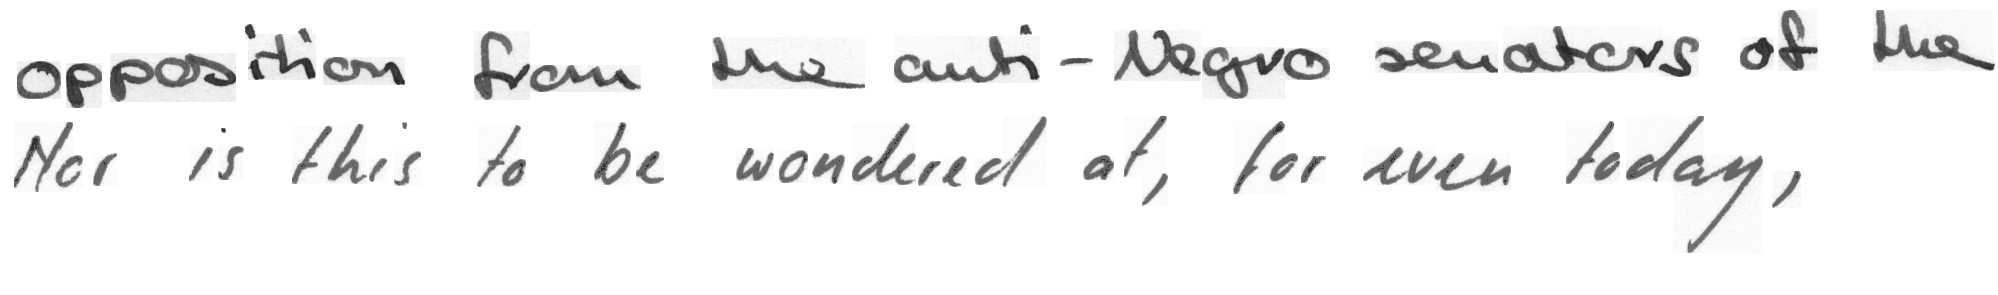 opposition from the anti-Negro senators of the
Nor is this to be wondered at, for even today,